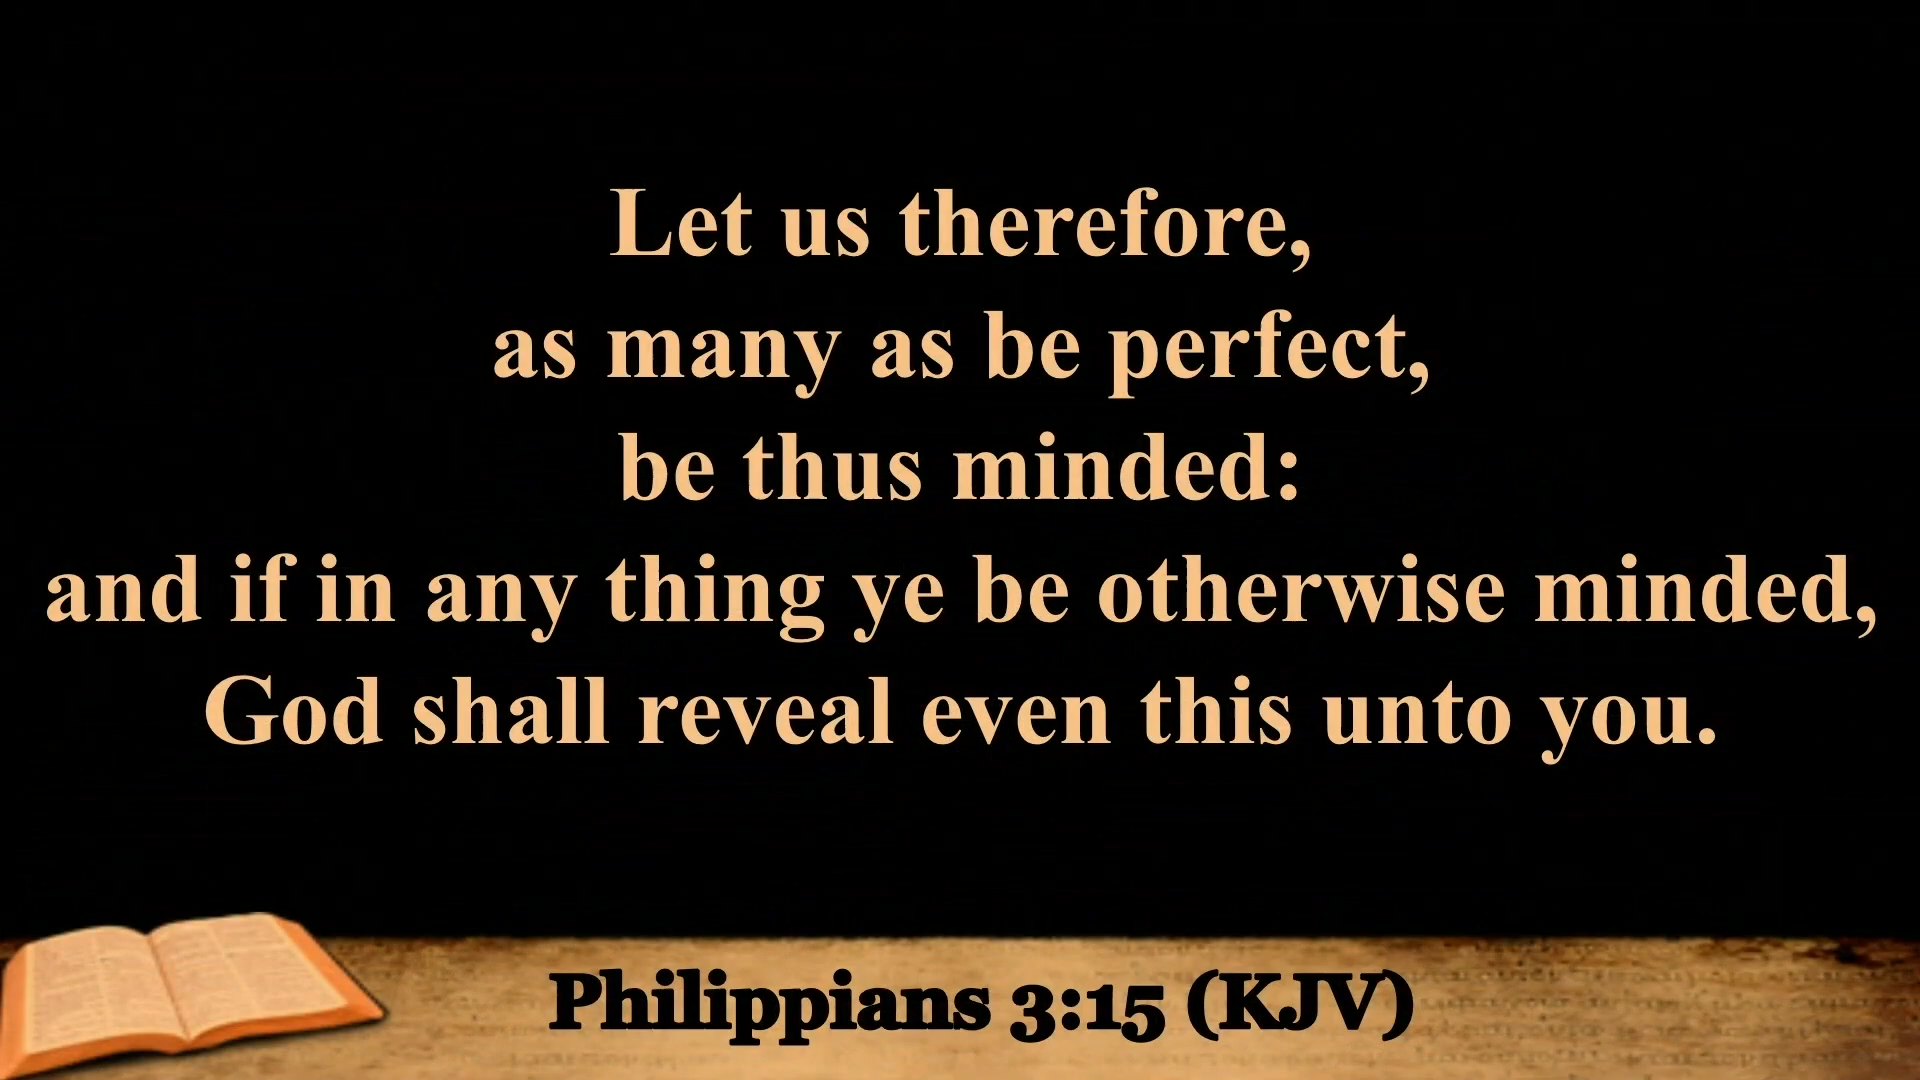 Let us therefore,
as many as be perfect,
be thus minded:
and if in any thing ye be otherwise minded,
God shall reveal even this unto you.
Philippians 3:15 (KJV)